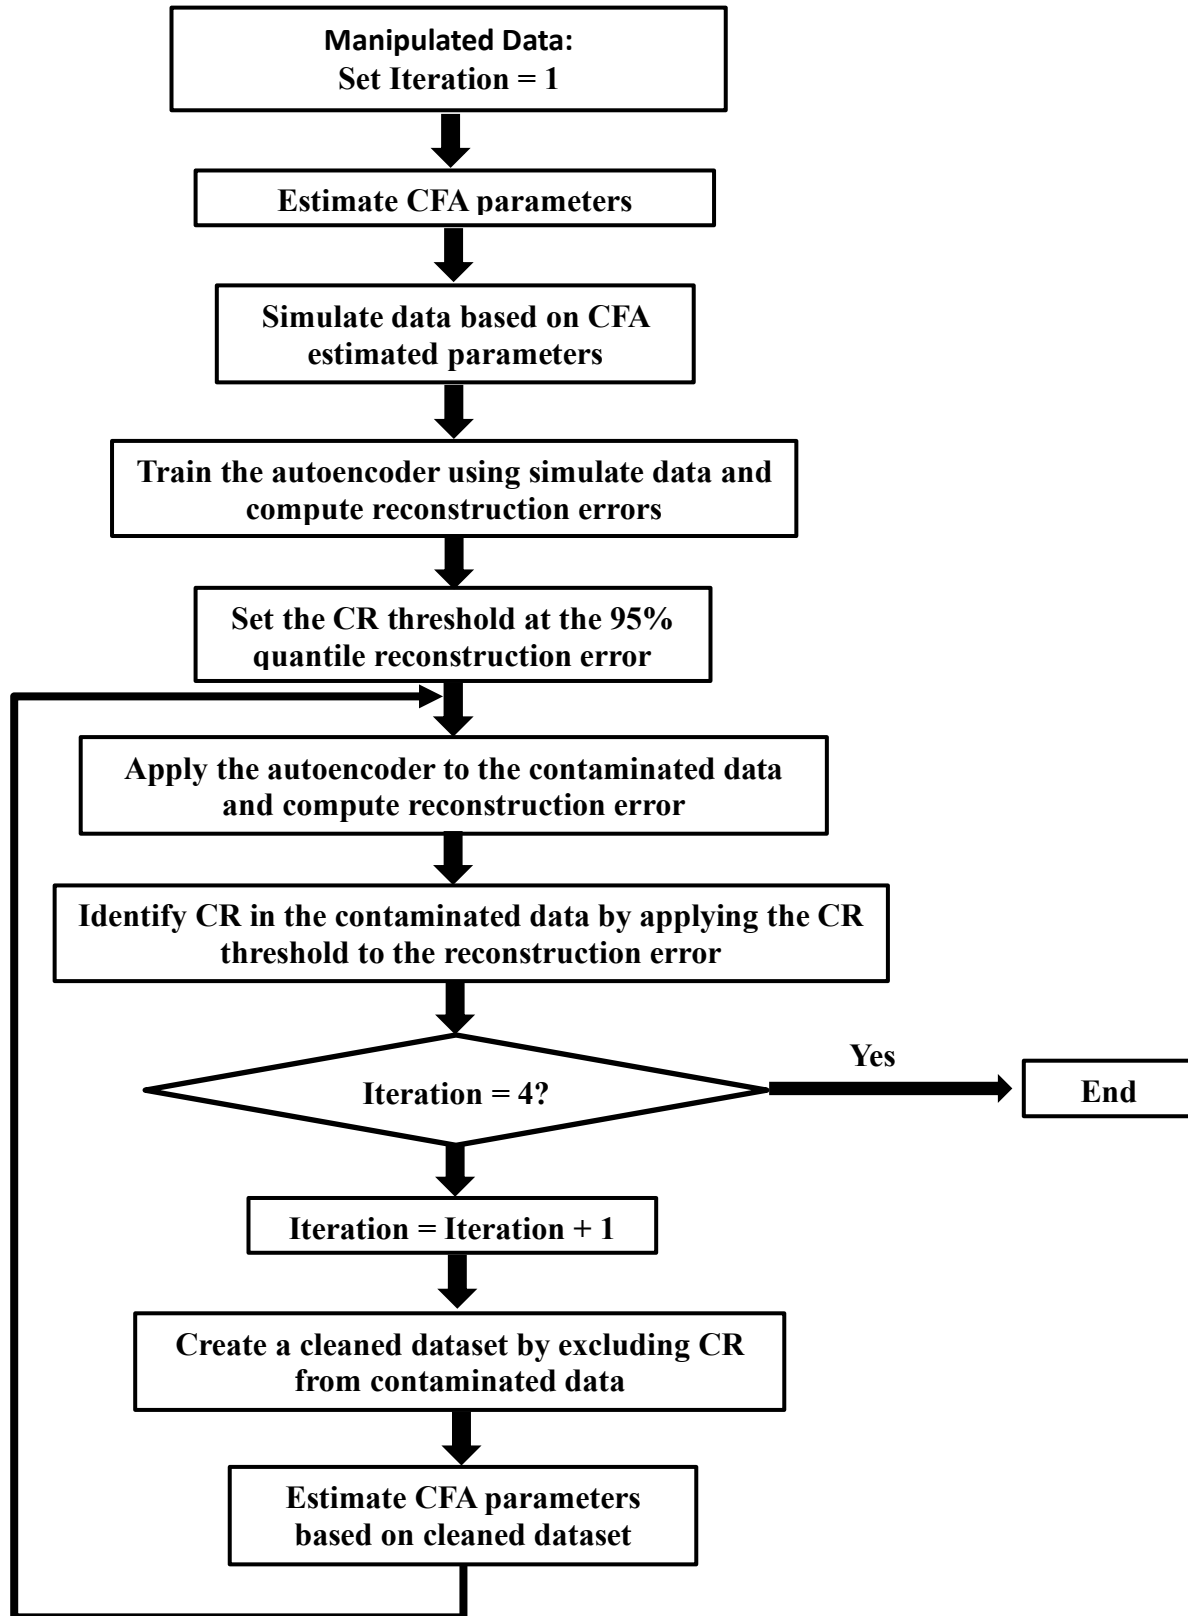 Manipulated Data:
Set Iteration = 1
Estimate CFA parameters
Simulate data based on CFA
estimated parameters
Train the autoencoder using simulate data and
compute reconstruction errors
Set the CR threshold at the 95%
quantile reconstruction error
Apply the autoencoder to the contaminated data
and compute reconstruction error
Identify CR in the contaminated data by applying the CR
threshold to the reconstruction error
Iteration = 4?
Yes
End
Iteration = Iteration + 1
Create a cleaned dataset by excluding CR
from contaminated data
Estimate CFA parameters
based on cleaned dataset